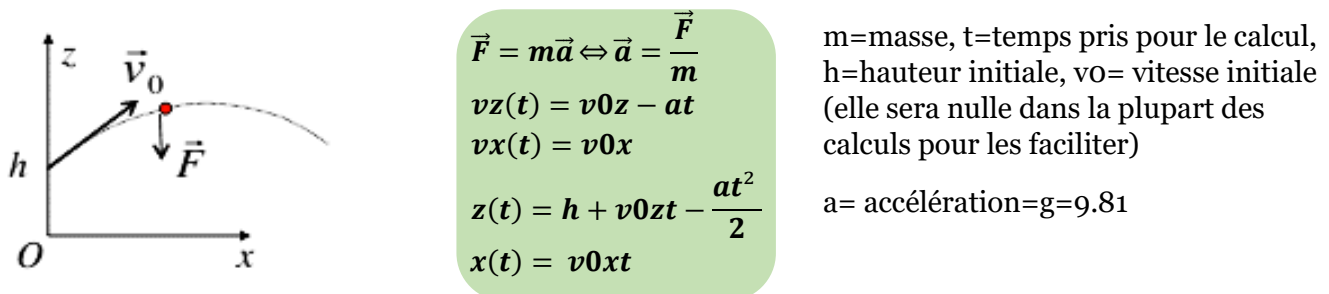 z
v⃗₀
F⃗
h
O
x
F⃗ = ma⃗ ⇔ a⃗ = F⃗/m
vz(t) = v0z − at
vx(t) = v0x
z(t) = h + v0zt − at²/2
x(t) = v0xt
m=masse, t=temps pris pour le calcul,
h=hauteur initiale, v0= vitesse initiale
(elle sera nulle dans la plupart des
calculs pour les faciliter)
a= accélération=g=9.81